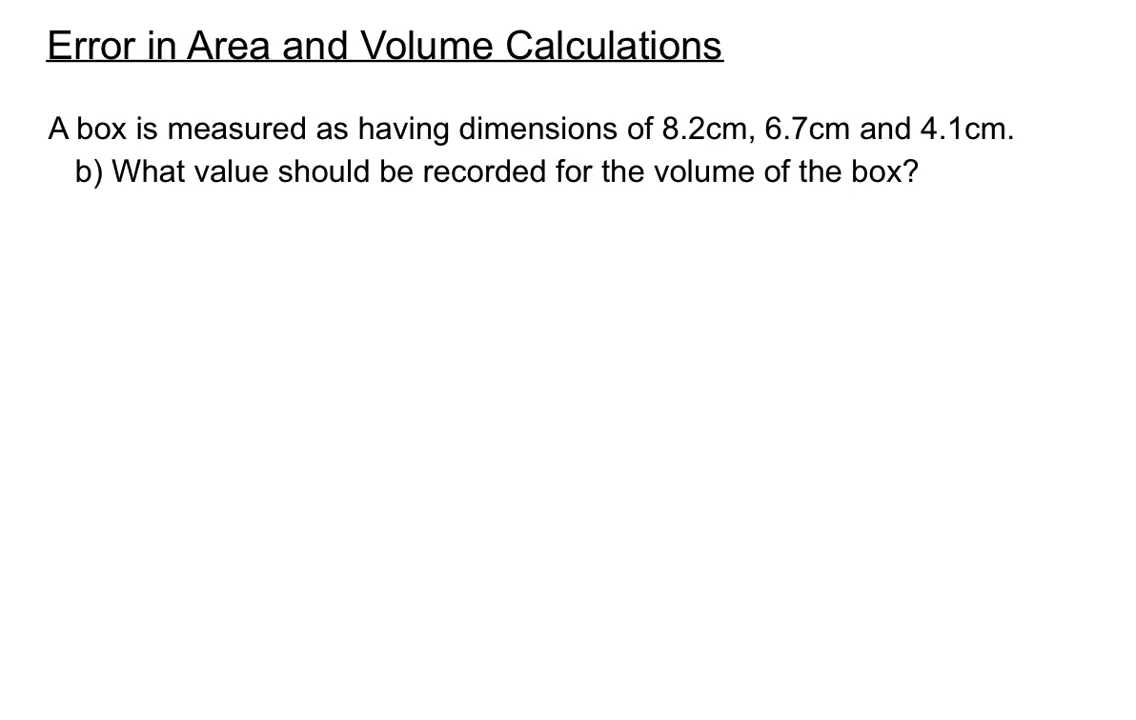 Error in Area and Volume Calculations
A box is measured as having dimensions of 8.2cm, 6.7cm and 4.1cm.
b) What value should be recorded for the volume of the box?